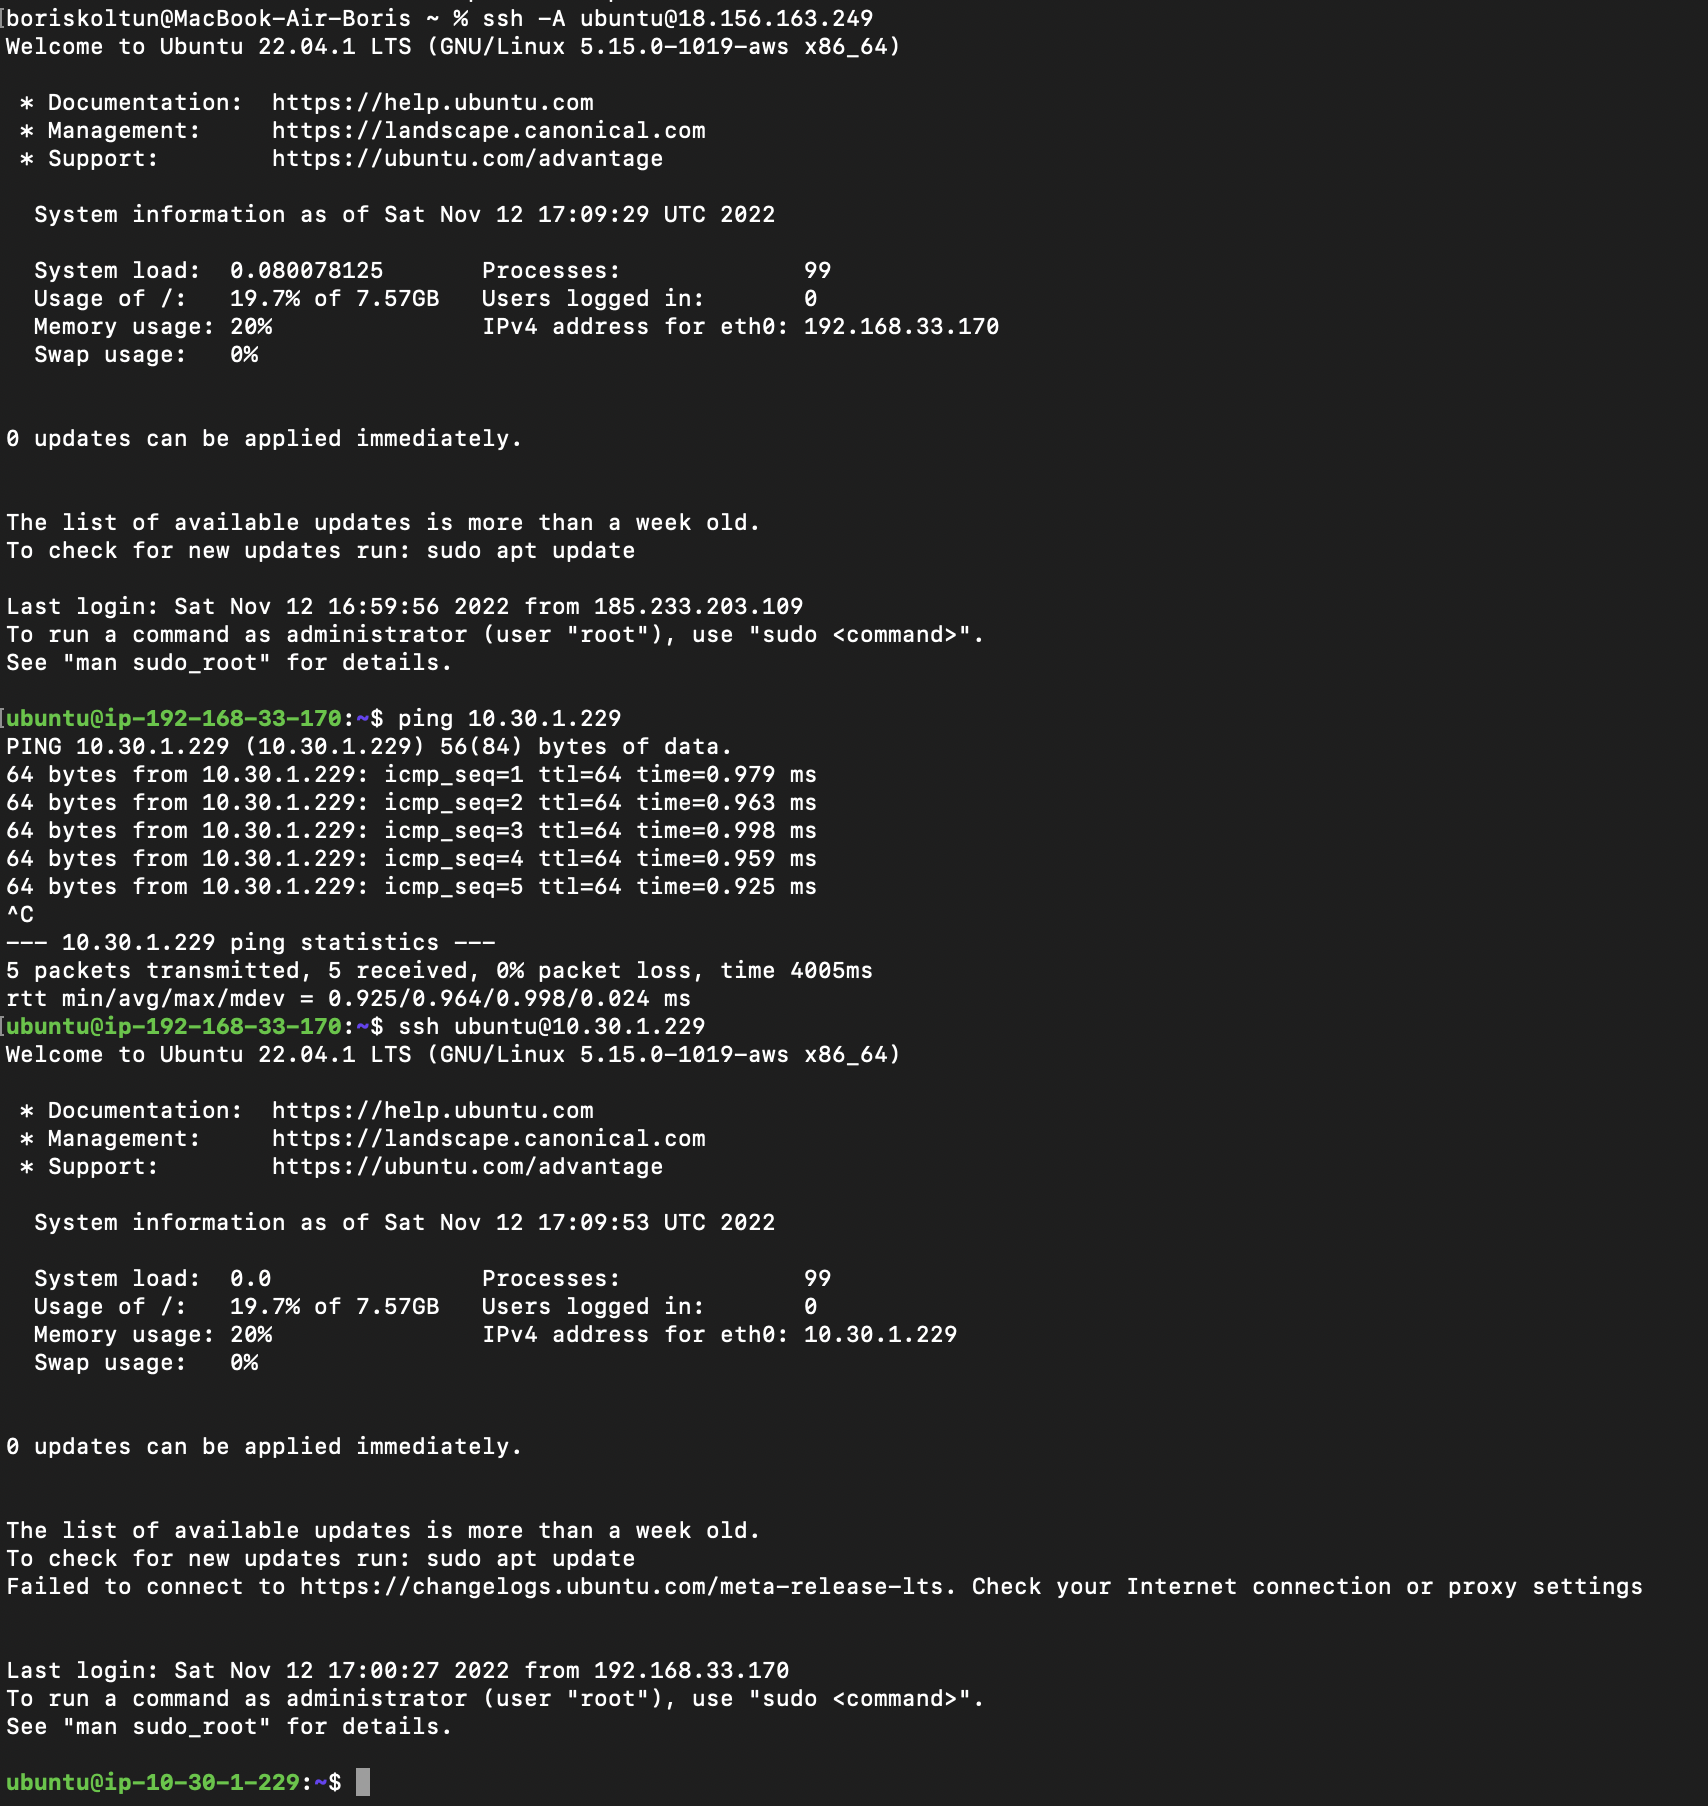 [boriskoltun@MacBook-Air-Boris ~ % ssh -A ubuntu@18.156.163.249
Welcome to Ubuntu 22.04.1 LTS (GNU/Linux 5.15.0-1019-aws x86_64)

 * Documentation:  https://help.ubuntu.com
 * Management:     https://landscape.canonical.com
 * Support:        https://ubuntu.com/advantage

  System information as of Sat Nov 12 17:09:29 UTC 2022

  System load:  0.080078125       Processes:             99
  Usage of /:   19.7% of 7.57GB   Users logged in:       0
  Memory usage: 20%               IPv4 address for eth0: 192.168.33.170
  Swap usage:   0%


0 updates can be applied immediately.


The list of available updates is more than a week old.
To check for new updates run: sudo apt update

Last login: Sat Nov 12 16:59:56 2022 from 185.233.203.109
To run a command as administrator (user "root"), use "sudo <command>".
See "man sudo_root" for details.

[ubuntu@ip-192-168-33-170:~$ ping 10.30.1.229
PING 10.30.1.229 (10.30.1.229) 56(84) bytes of data.
64 bytes from 10.30.1.229: icmp_seq=1 ttl=64 time=0.979 ms
64 bytes from 10.30.1.229: icmp_seq=2 ttl=64 time=0.963 ms
64 bytes from 10.30.1.229: icmp_seq=3 ttl=64 time=0.998 ms
64 bytes from 10.30.1.229: icmp_seq=4 ttl=64 time=0.959 ms
64 bytes from 10.30.1.229: icmp_seq=5 ttl=64 time=0.925 ms
^C
--- 10.30.1.229 ping statistics ---
5 packets transmitted, 5 received, 0% packet loss, time 4005ms
rtt min/avg/max/mdev = 0.925/0.964/0.998/0.024 ms
[ubuntu@ip-192-168-33-170:~$ ssh ubuntu@10.30.1.229
Welcome to Ubuntu 22.04.1 LTS (GNU/Linux 5.15.0-1019-aws x86_64)

 * Documentation:  https://help.ubuntu.com
 * Management:     https://landscape.canonical.com
 * Support:        https://ubuntu.com/advantage

  System information as of Sat Nov 12 17:09:53 UTC 2022

  System load:  0.0               Processes:             99
  Usage of /:   19.7% of 7.57GB   Users logged in:       0
  Memory usage: 20%               IPv4 address for eth0: 10.30.1.229
  Swap usage:   0%


0 updates can be applied immediately.


The list of available updates is more than a week old.
To check for new updates run: sudo apt update
Failed to connect to https://changelogs.ubuntu.com/meta-release-lts. Check your Internet connection or proxy settings


Last login: Sat Nov 12 17:00:27 2022 from 192.168.33.170
To run a command as administrator (user "root"), use "sudo <command>".
See "man sudo_root" for details.

ubuntu@ip-10-30-1-229:~$